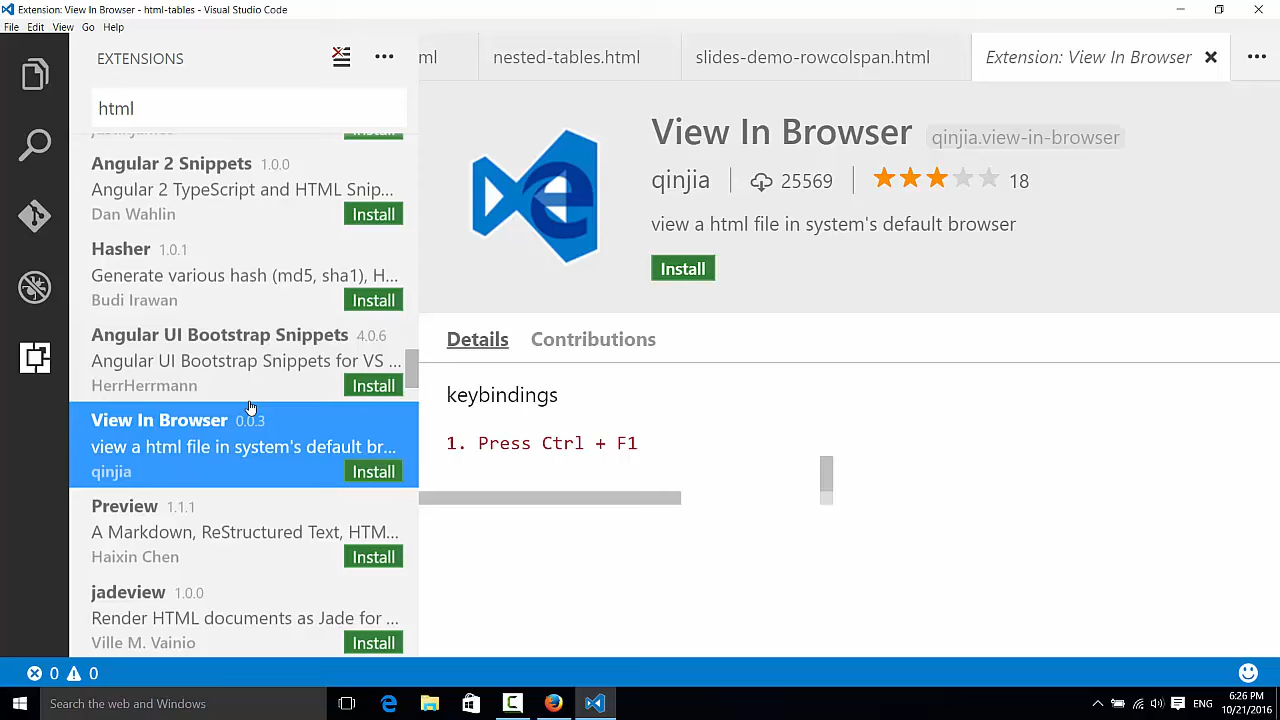 Extension: View In Browser - html-tables - Visual Studio Code
File Edit View Go Help
EXTENSIONS
ml
nested-tables.html
slides-demo-rowcolspan.html
Extension: View In Browser
html
Install
Angular 2 Snippets 1.0.0
Angular 2 TypeScript and HTML Snip...
Dan Wahlin
Install
Hasher 1.0.1
Generate various hash (md5, sha1), H...
Budi Irawan
Install
Angular UI Bootstrap Snippets 4.0.6
Angular UI Bootstrap Snippets for VS ...
HerrHerrmann
Install
View In Browser 0.0.3
view a html file in system's default br...
qinjia
Install
Preview 1.1.1
A Markdown, ReStructured Text, HTM...
Haixin Chen
Install
jadeview 1.0.0
Render HTML documents as Jade for ...
Ville M. Vainio
Install
View In Browser qinjia.view-in-browser
qinjia 25569 18
view a html file in system's default browser
Install
Details Contributions
keybindings
1. Press Ctrl + F1
0 0
Search the web and Windows
ENG
6:26 PM
10/21/2016